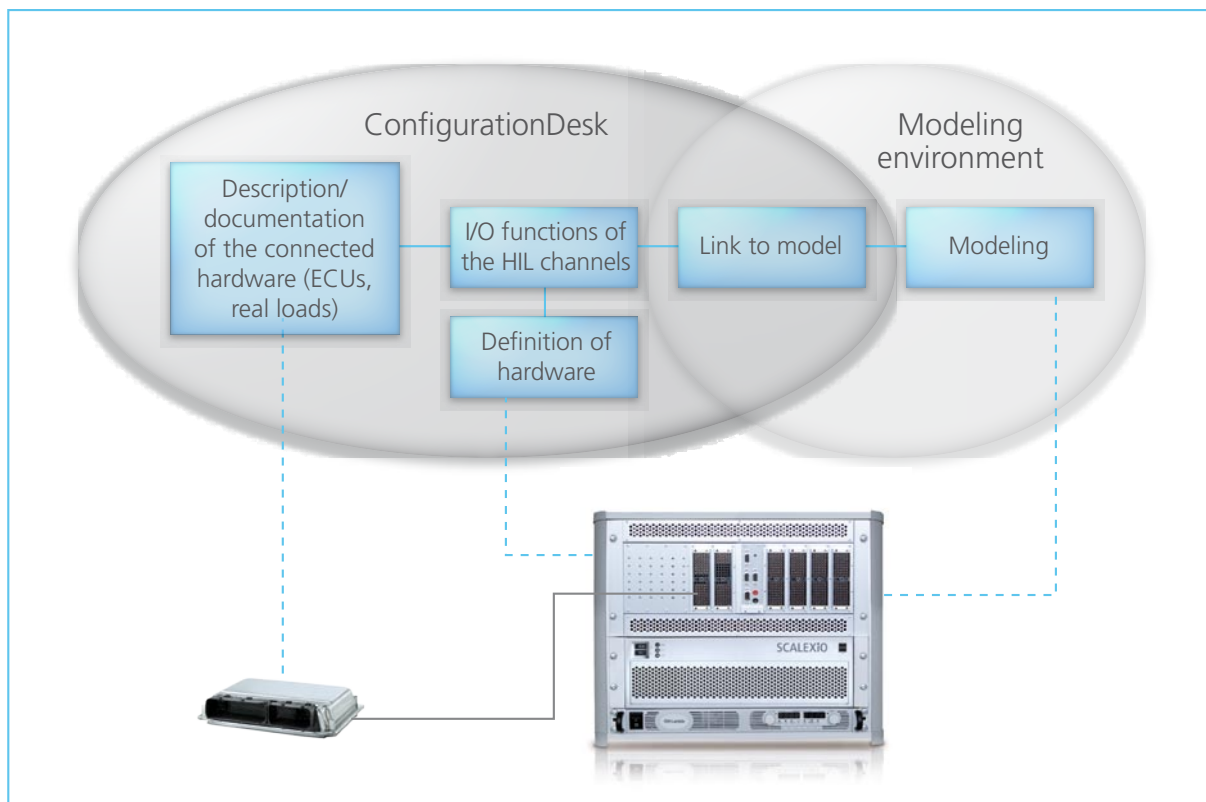 ConfigurationDesk
Modeling
environment
Description/
documentation
of the connected
hardware (ECUs,
real loads)
I/O functions of
the HIL channels
Link to model
Modeling
Definition of
hardware
SCALEXIO